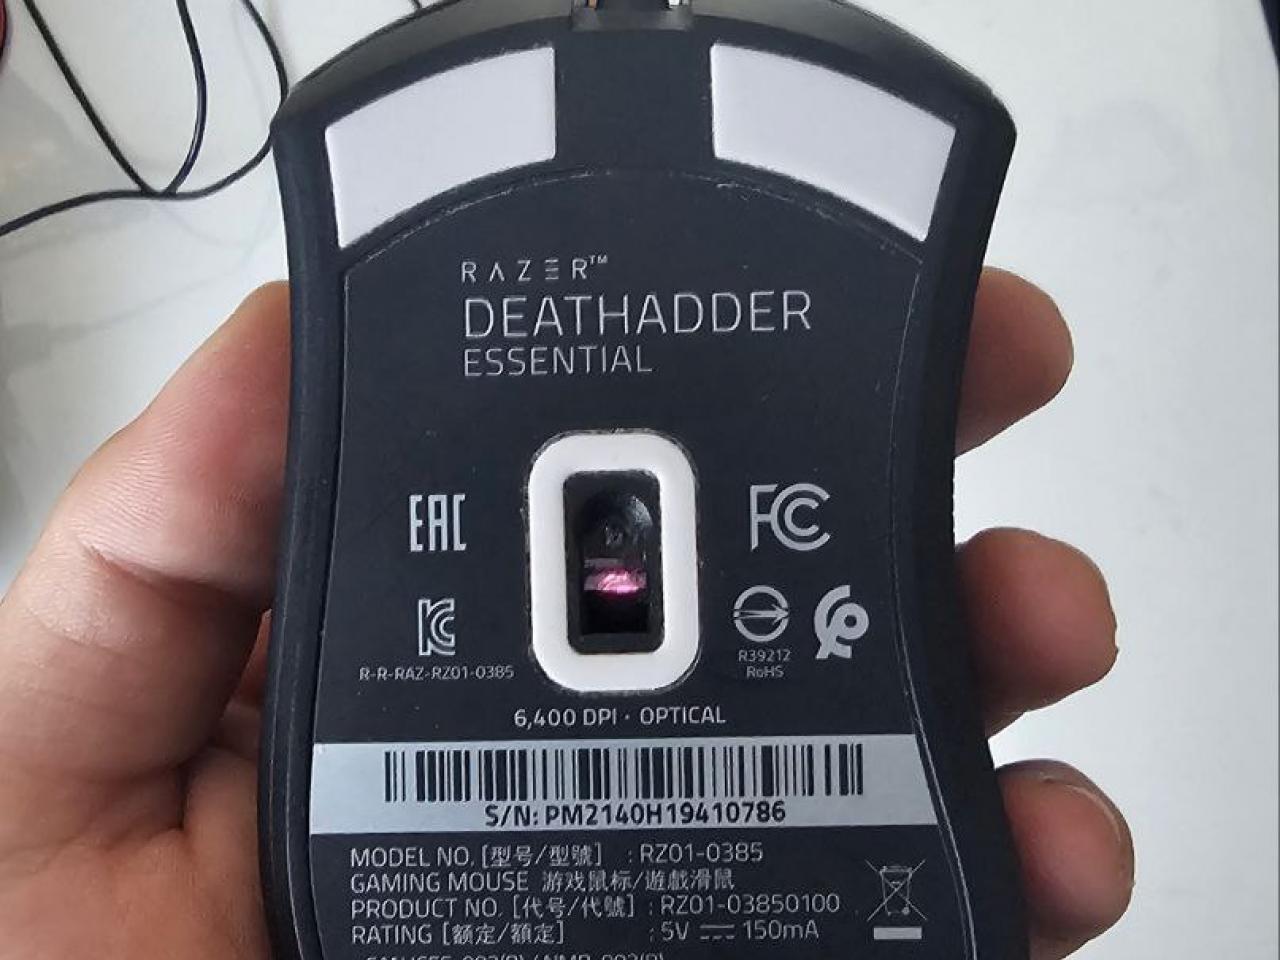 RAZER™
DEATHADDER
ESSENTIAL
EAC
FC
R-R-RAZ-RZ01-0385
R39212
RoHS
6,400 DPI · OPTICAL
S/N: PM2140H19410786
MODEL NO. [型号/型號] : RZ01-0385
GAMING MOUSE 游戏鼠标/遊戲滑鼠
PRODUCT NO. [代号/代號] : RZ01-03850100
RATING [额定/額定] : 5V ⎓ 150mA